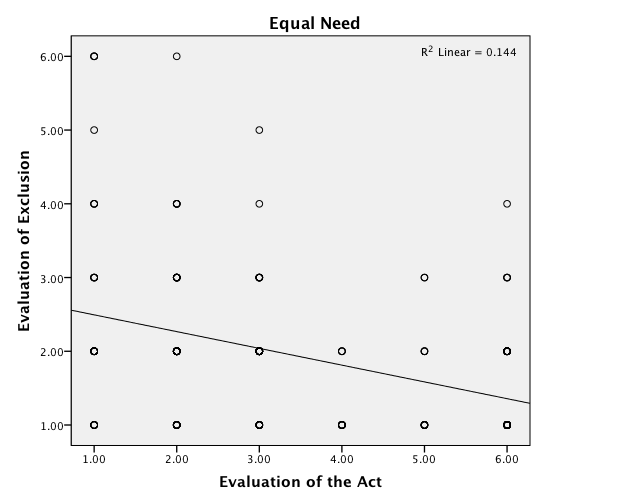 Equal Need
R² Linear = 0.144
6.00
5.00
4.00
3.00
2.00
1.00
Evaluation of Exclusion
1.00 2.00 3.00 4.00 5.00 6.00
Evaluation of the Act